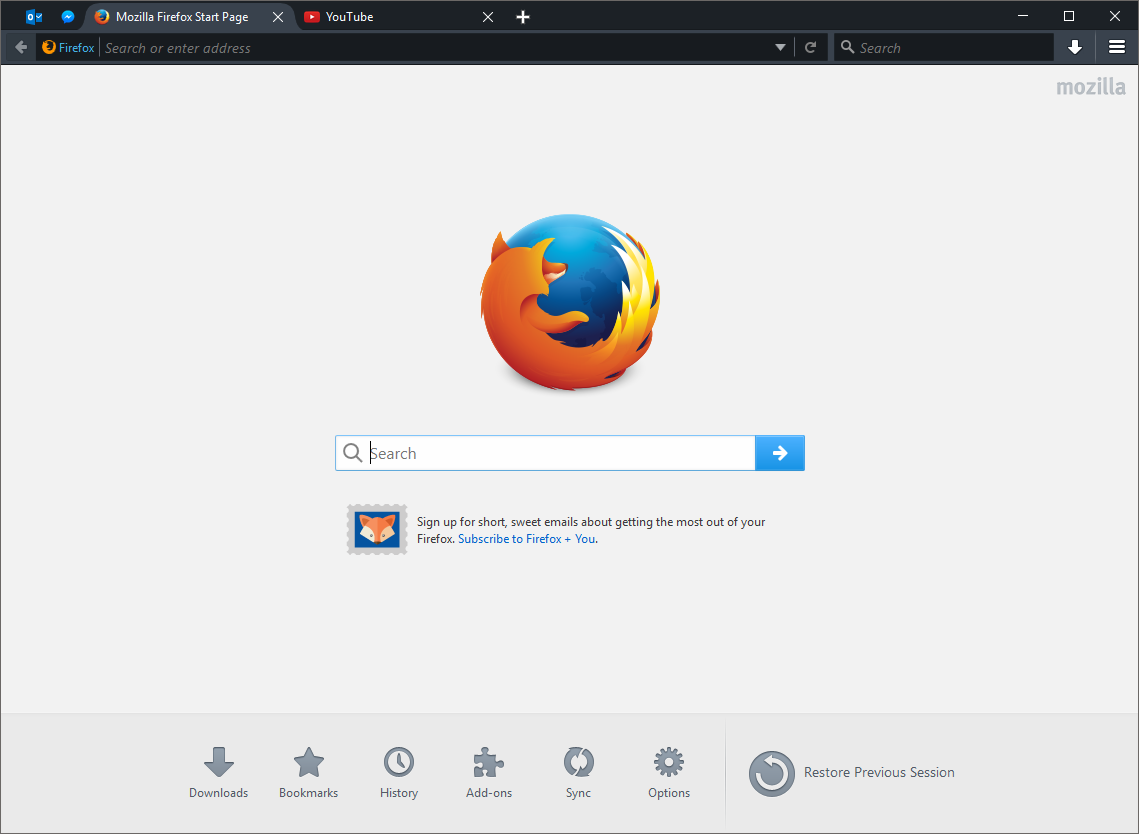 Mozilla Firefox Start Page
YouTube
Firefox
Search or enter address
Search
mozilla
Search
Sign up for short, sweet emails about getting the most out of your
Firefox. Subscribe to Firefox + You.
Downloads
Bookmarks
History
Add-ons
Sync
Options
Restore Previous Session